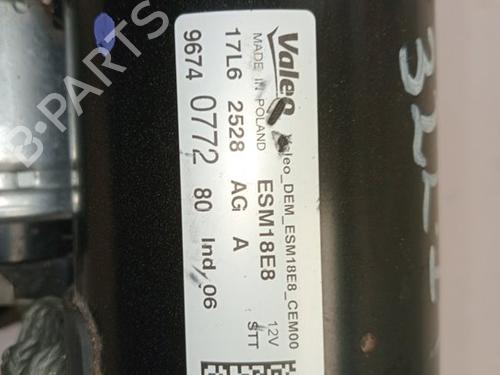 Valeo
MADE IN POLAND
Valeo_DEM_ESM18E8_CEM00
ESM18E8
12V
STT
17L6 2528 AG A
9674 0772 80 Ind/06
B-PARTS